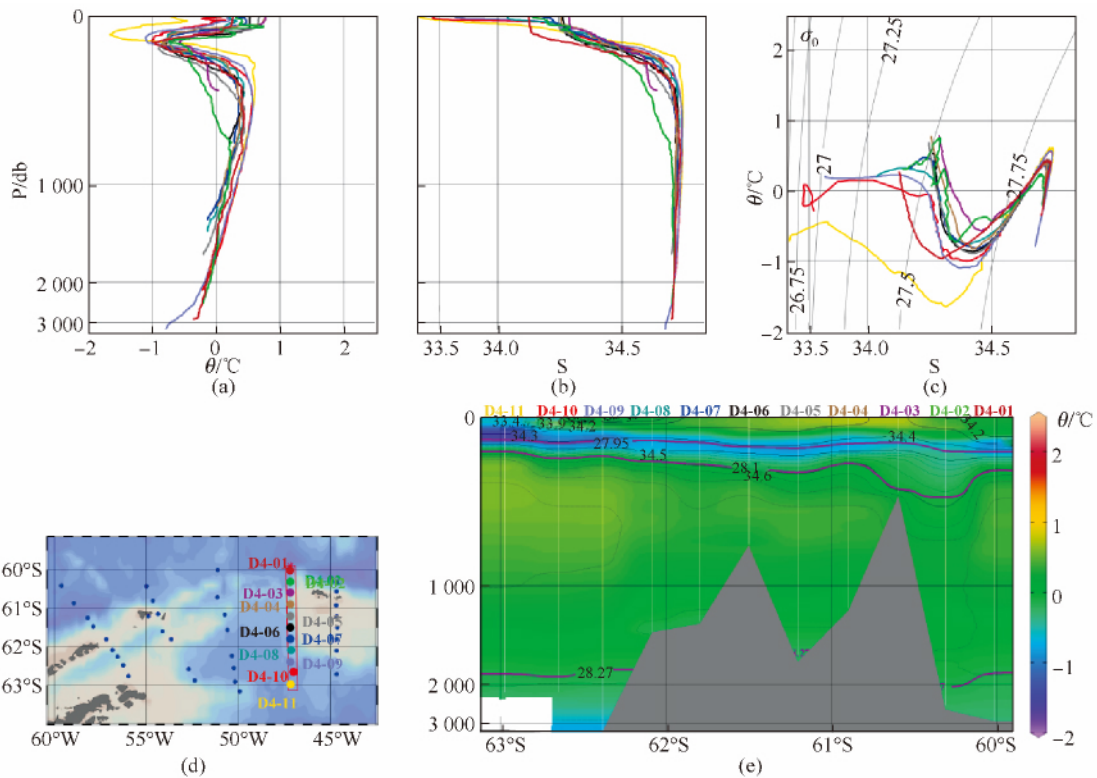 0
1 000
2 000
3 000
P/db
−2
−1
0
1
2
θ/℃
(a)
33.5
34.0
34.5
S
(b)
2
1
0
−1
−2
θ/℃
σ₀
27.25
27
27.75
26.75
27.5
33.5
34.0
34.5
S
(c)
60°S
61°S
62°S
63°S
D4-01
D4-02
D4-03
D4-04
D4-05
D4-06
D4-07
D4-08
D4-09
D4-10
D4-11
60°W
55°W
50°W
45°W
(d)
D4-11 D4-10 D4-09 D4-08 D4-07 D4-06 D4-05 D4-04 D4-03 D4-02 D4-01
0
1 000
2 000
3 000
33.4
33.9
34.2
34.3
27.95
34.5
28.1
34.6
34.4
34.2
28.27
63°S
62°S
61°S
60°S
(e)
θ/℃
2
1
0
−1
−2